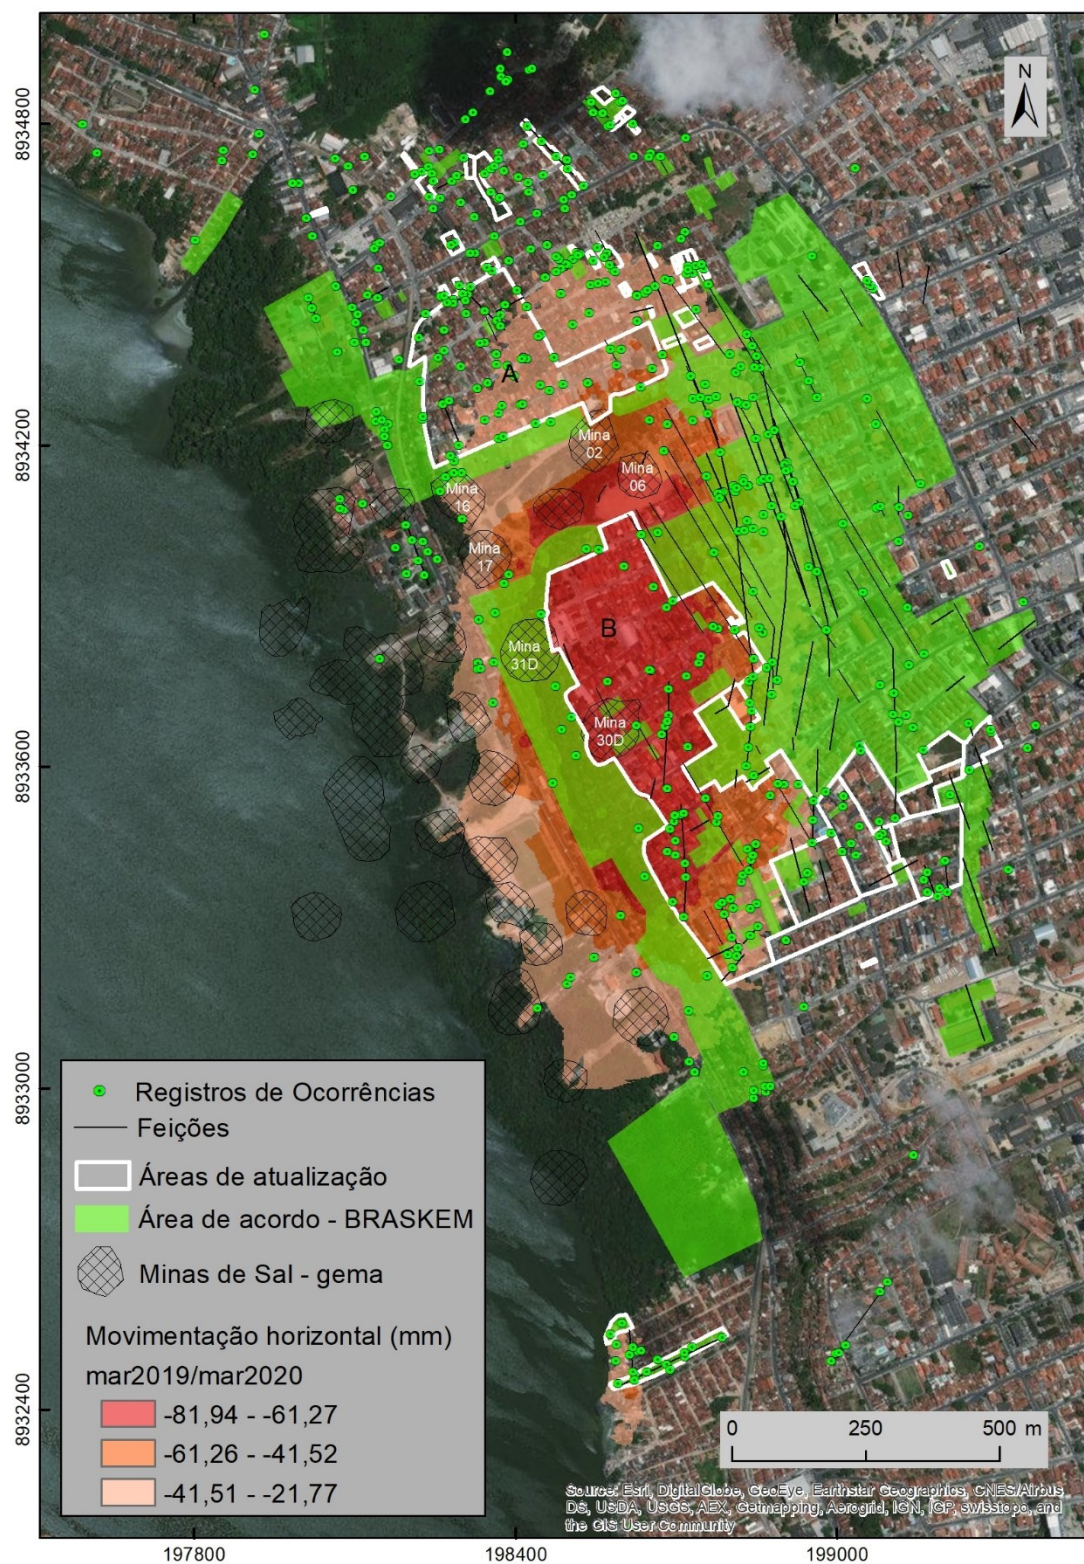 N
8934800
8934200
8933600
8933000
8932400
A
Mina
02
Mina
06
Mina
16
Mina
17
B
Mina
31D
Mina
30D
Registros de Ocorrências
Feições
Áreas de atualização
Área de acordo - BRASKEM
Minas de Sal - gema
Movimentação horizontal (mm)
mar2019/mar2020
-81,94 - -61,27
-61,26 - -41,52
-41,51 - -21,77
0 500 m
Source: Esri, DigitalGlobe, GeoEye, Earthstar Geographics, CNES/Airbus
DS, USDA, USGS, AEX, Getmapping, Aerogrid, IGN, IGP, swisstopo, and
the GIS User Community
197800 198400 199000